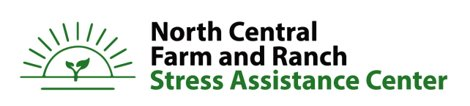 North Central
Farm and Ranch
Stress Assistance Center